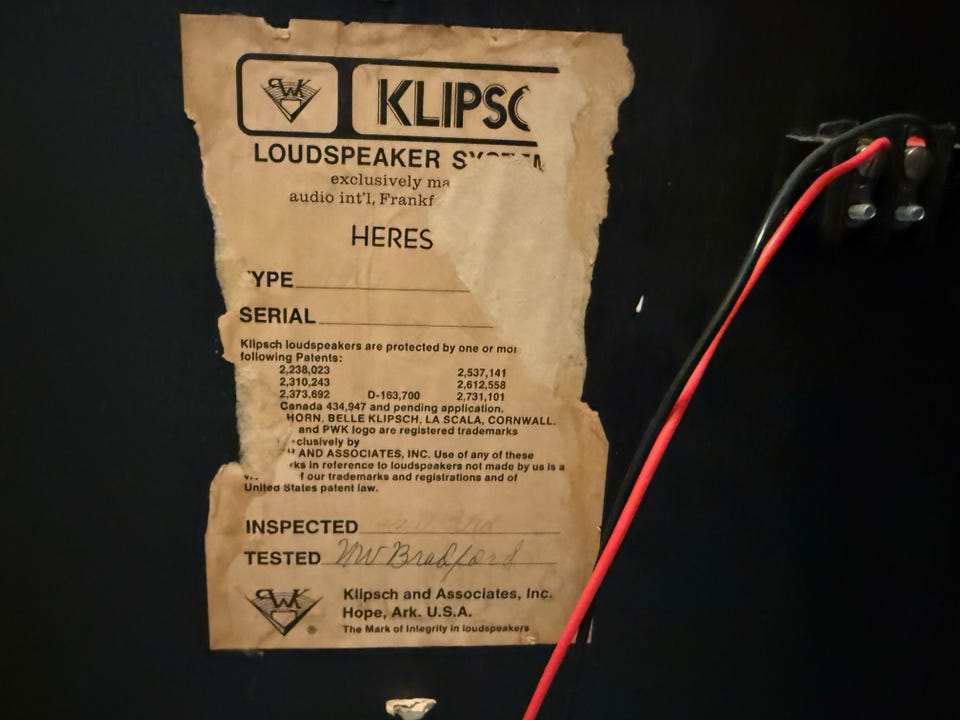 PWK KLIPSC
LOUDSPEAKER SYSTEM
exclusively ma
audio int'l, Frankf
HERES
YPE
SERIAL
Klipsch loudspeakers are protected by one or mor
following Patents:
2,238,023 2,537,141
2,310,243 2,612,558
2,373,692 D-163,700 2,731,101
Canada 434,947 and pending application.
HORN, BELLE KLIPSCH, LA SCALA, CORNWALL,
and PWK logo are registered trademarks
clusively by
H AND ASSOCIATES, INC. Use of any of these
ks in reference to loudspeakers not made by us is a
f our trademarks and registrations and of
United States patent law.
INSPECTED
TESTED MV Bradford
PWK ® Klipsch and Associates, Inc.
Hope, Ark. U.S.A.
The Mark of Integrity in loudspeakers